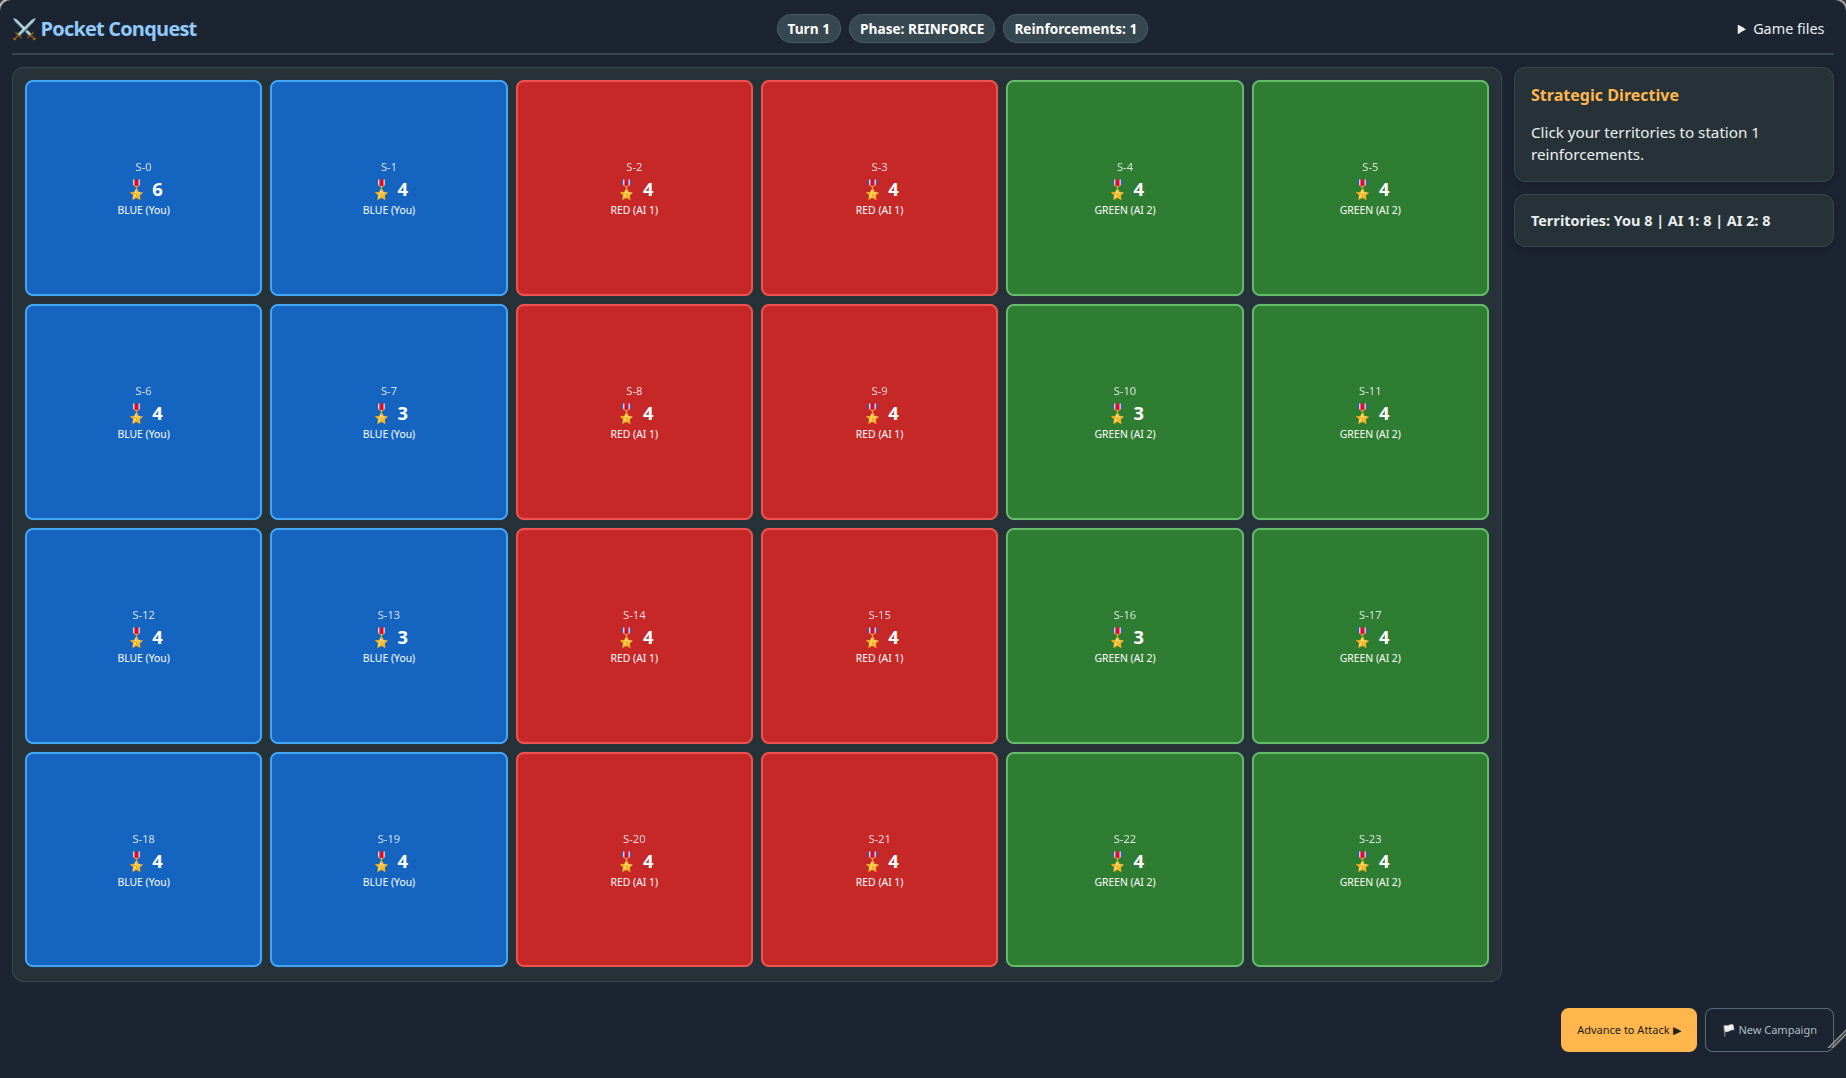 ⚔️ Pocket Conquest
Turn 1
Phase: REINFORCE
Reinforcements: 1
▶ Game files
S-0
🎖️ 6
BLUE (You)
S-1
🎖️ 4
BLUE (You)
S-2
🎖️ 4
RED (AI 1)
S-3
🎖️ 4
RED (AI 1)
S-4
🎖️ 4
GREEN (AI 2)
S-5
🎖️ 4
GREEN (AI 2)
S-6
🎖️ 4
BLUE (You)
S-7
🎖️ 3
BLUE (You)
S-8
🎖️ 4
RED (AI 1)
S-9
🎖️ 4
RED (AI 1)
S-10
🎖️ 3
GREEN (AI 2)
S-11
🎖️ 4
GREEN (AI 2)
S-12
🎖️ 4
BLUE (You)
S-13
🎖️ 3
BLUE (You)
S-14
🎖️ 4
RED (AI 1)
S-15
🎖️ 4
RED (AI 1)
S-16
🎖️ 3
GREEN (AI 2)
S-17
🎖️ 4
GREEN (AI 2)
S-18
🎖️ 4
BLUE (You)
S-19
🎖️ 4
BLUE (You)
S-20
🎖️ 4
RED (AI 1)
S-21
🎖️ 4
RED (AI 1)
S-22
🎖️ 4
GREEN (AI 2)
S-23
🎖️ 4
GREEN (AI 2)
Strategic Directive
Click your territories to station 1
reinforcements.
Territories: You 8 | AI 1: 8 | AI 2: 8
Advance to Attack ▶
🏳️ New Campaign